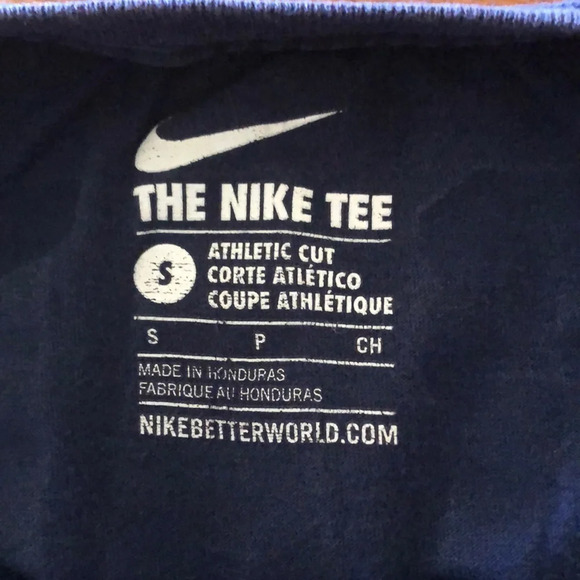 THE NIKE TEE
S
ATHLETIC CUT
CORTE ATLÉTICO
COUPE ATHLÉTIQUE
S P CH
MADE IN HONDURAS
FABRIQUE AU HONDURAS
NIKEBETTERWORLD.COM